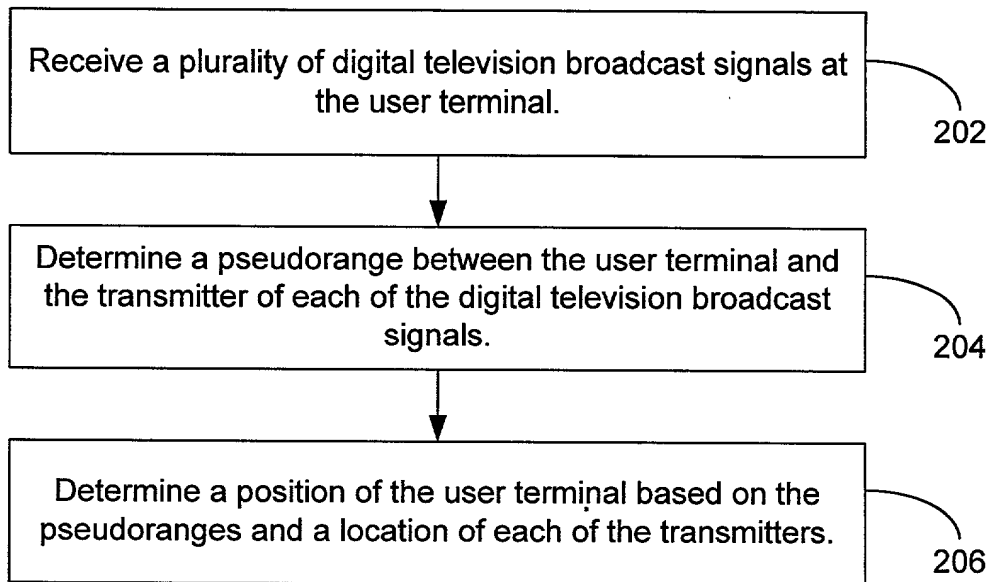 Receive a plurality of digital television broadcast signals at
the user terminal.
202
Determine a pseudorange between the user terminal and
the transmitter of each of the digital television broadcast
signals.
204
Determine a position of the user terminal based on the
pseudoranges and a location of each of the transmitters.
206